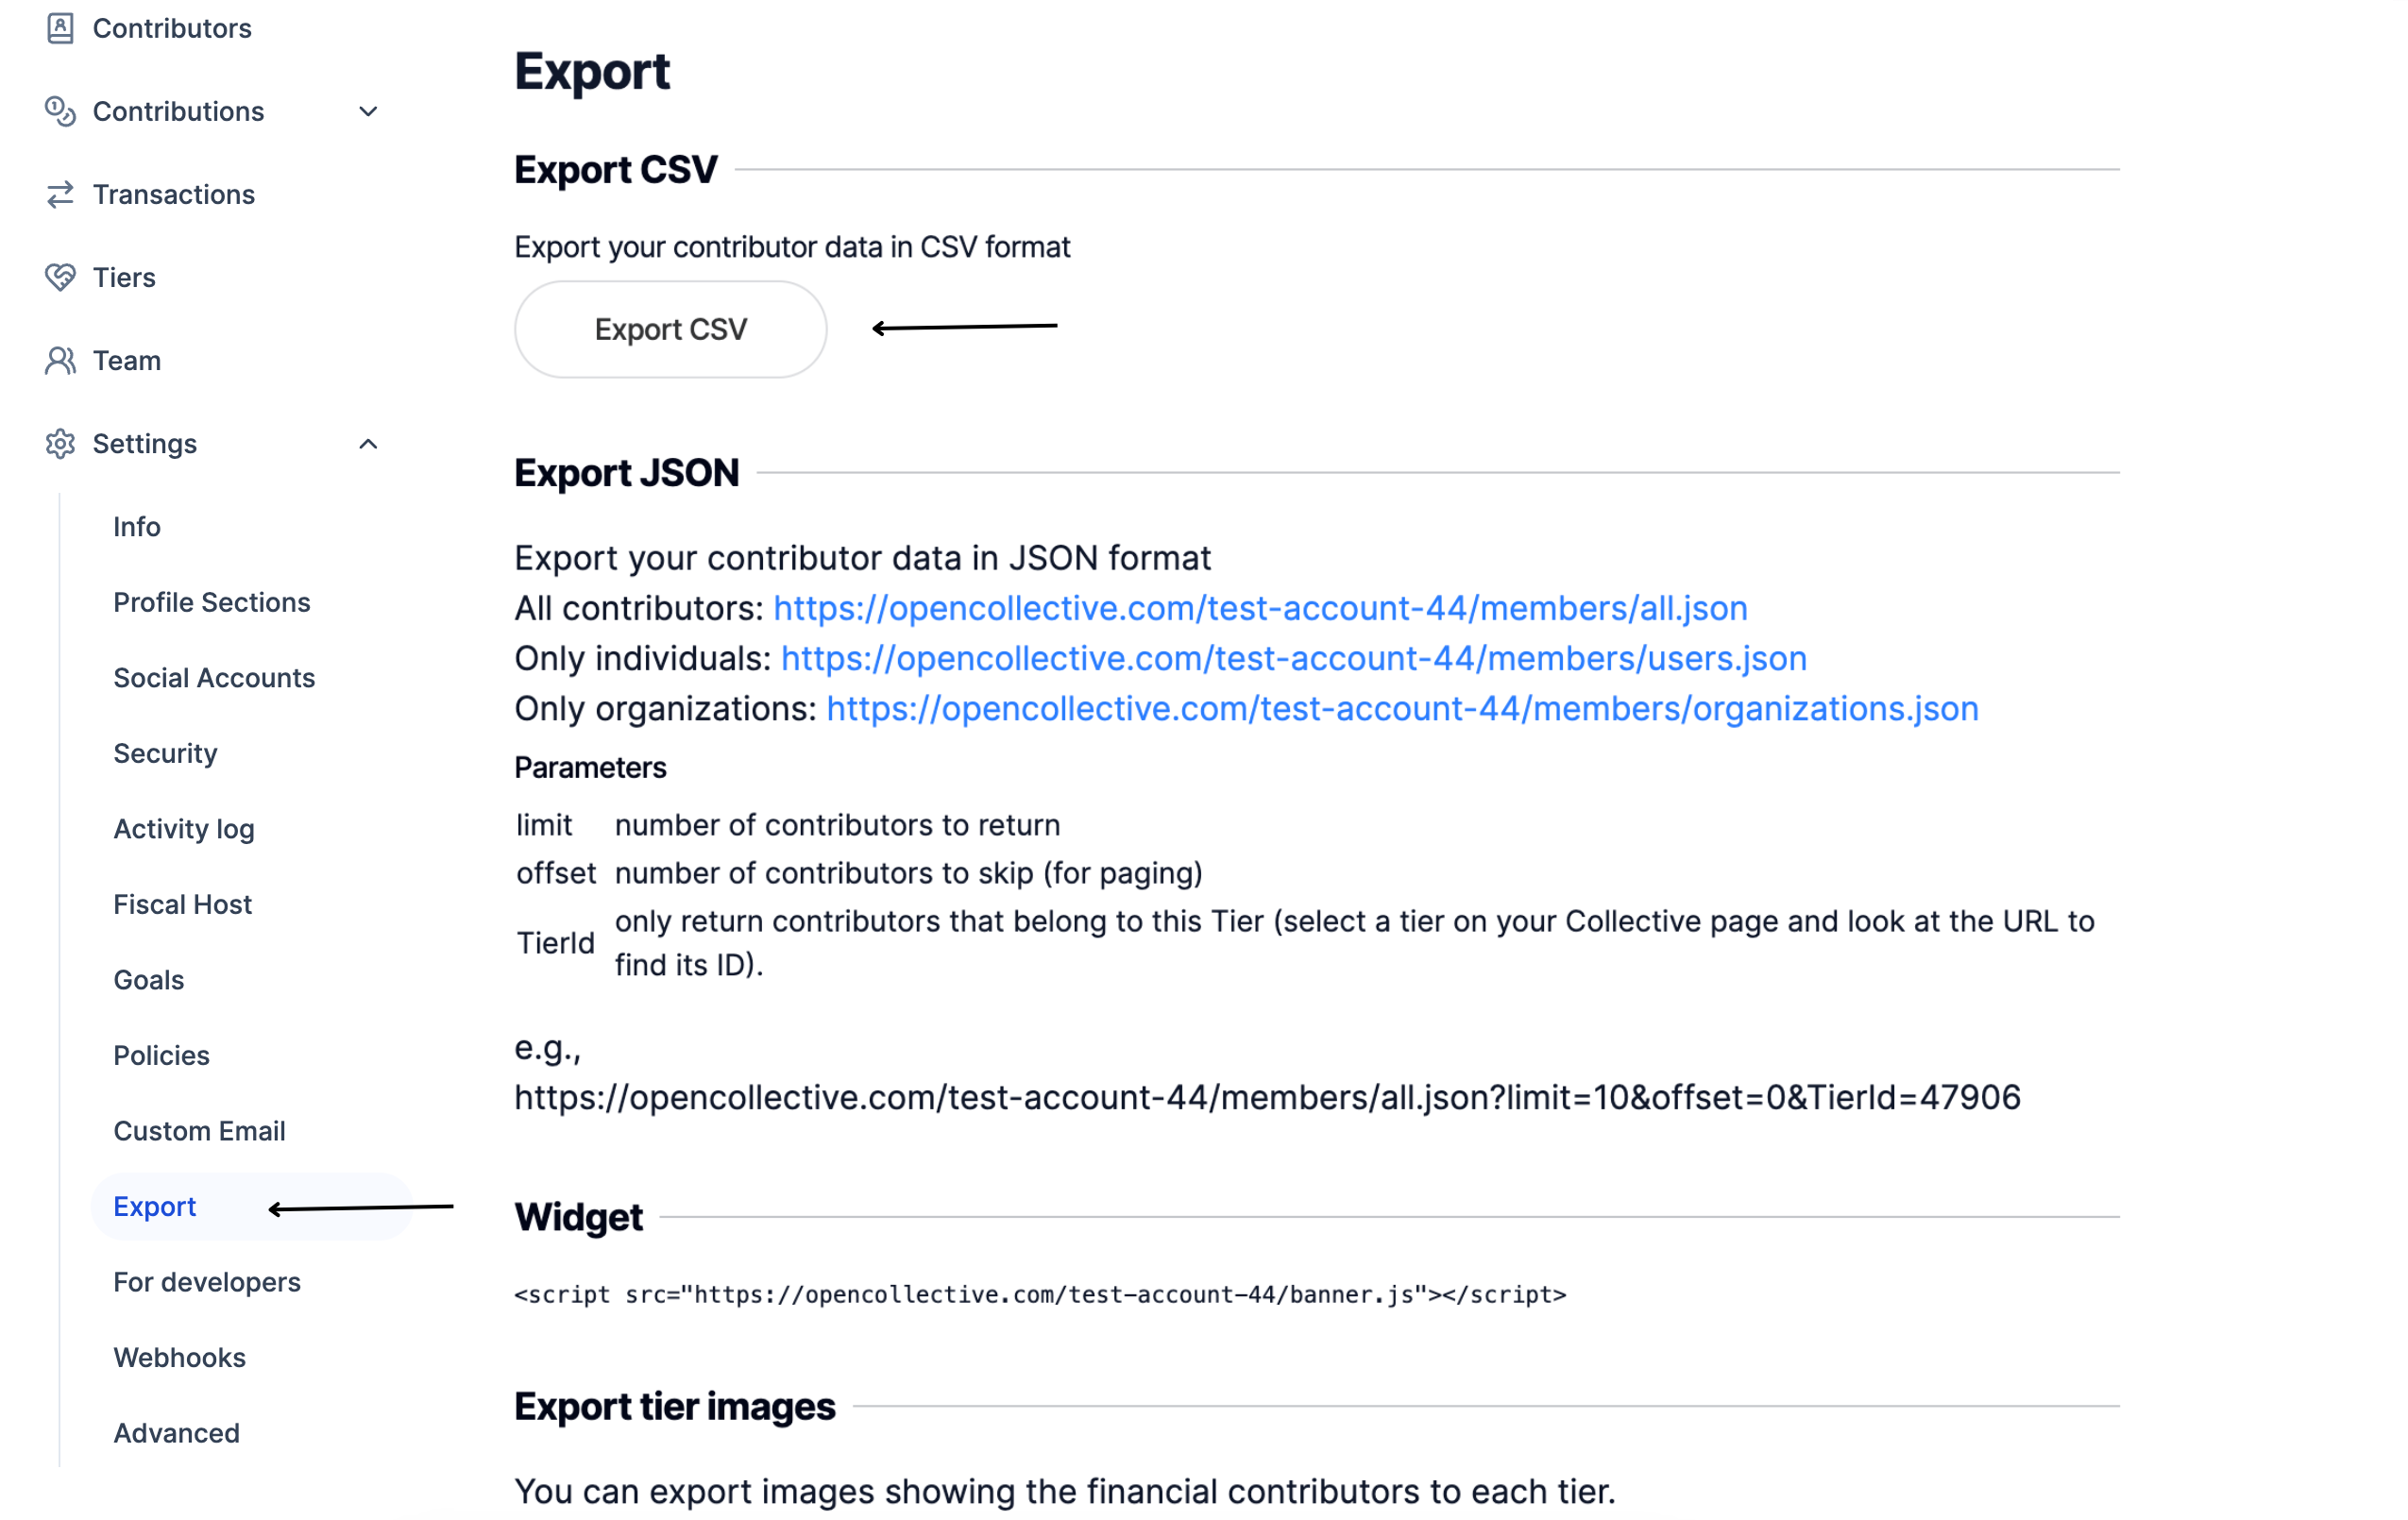 Contributors
Contributions
Transactions
Tiers
Team
Settings
Info
Profile Sections
Social Accounts
Security
Activity log
Fiscal Host
Goals
Policies
Custom Email
Export
For developers
Webhooks
Advanced
Export
Export CSV
Export your contributor data in CSV format
Export CSV
Export JSON
Export your contributor data in JSON format
All contributors: https://opencollective.com/test-account-44/members/all.json
Only individuals: https://opencollective.com/test-account-44/members/users.json
Only organizations: https://opencollective.com/test-account-44/members/organizations.json
Parameters
limit number of contributors to return
offset number of contributors to skip (for paging)
TierId only return contributors that belong to this Tier (select a tier on your Collective page and look at the URL to
find its ID).
e.g.,
https://opencollective.com/test-account-44/members/all.json?limit=10&offset=0&TierId=47906
Widget
<script src="https://opencollective.com/test-account-44/banner.js"></script>
Export tier images
You can export images showing the financial contributors to each tier.